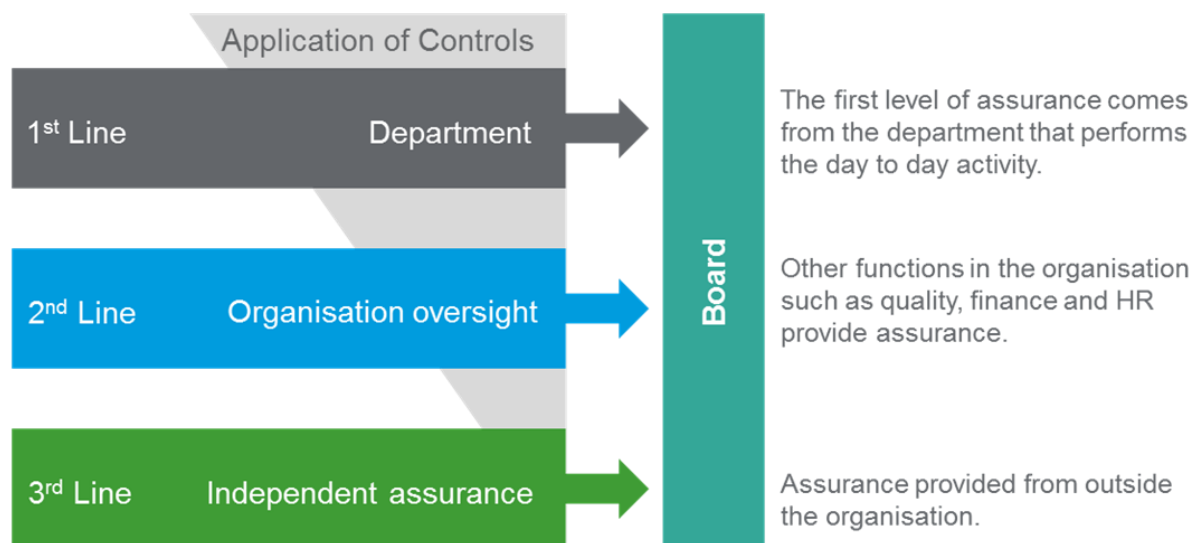 Application of Controls
1st Line Department
The first level of assurance comes
from the department that performs
the day to day activity.
2nd Line Organisation oversight
Board
Other functions in the organisation
such as quality, finance and HR
provide assurance.
3rd Line Independent assurance
Assurance provided from outside
the organisation.